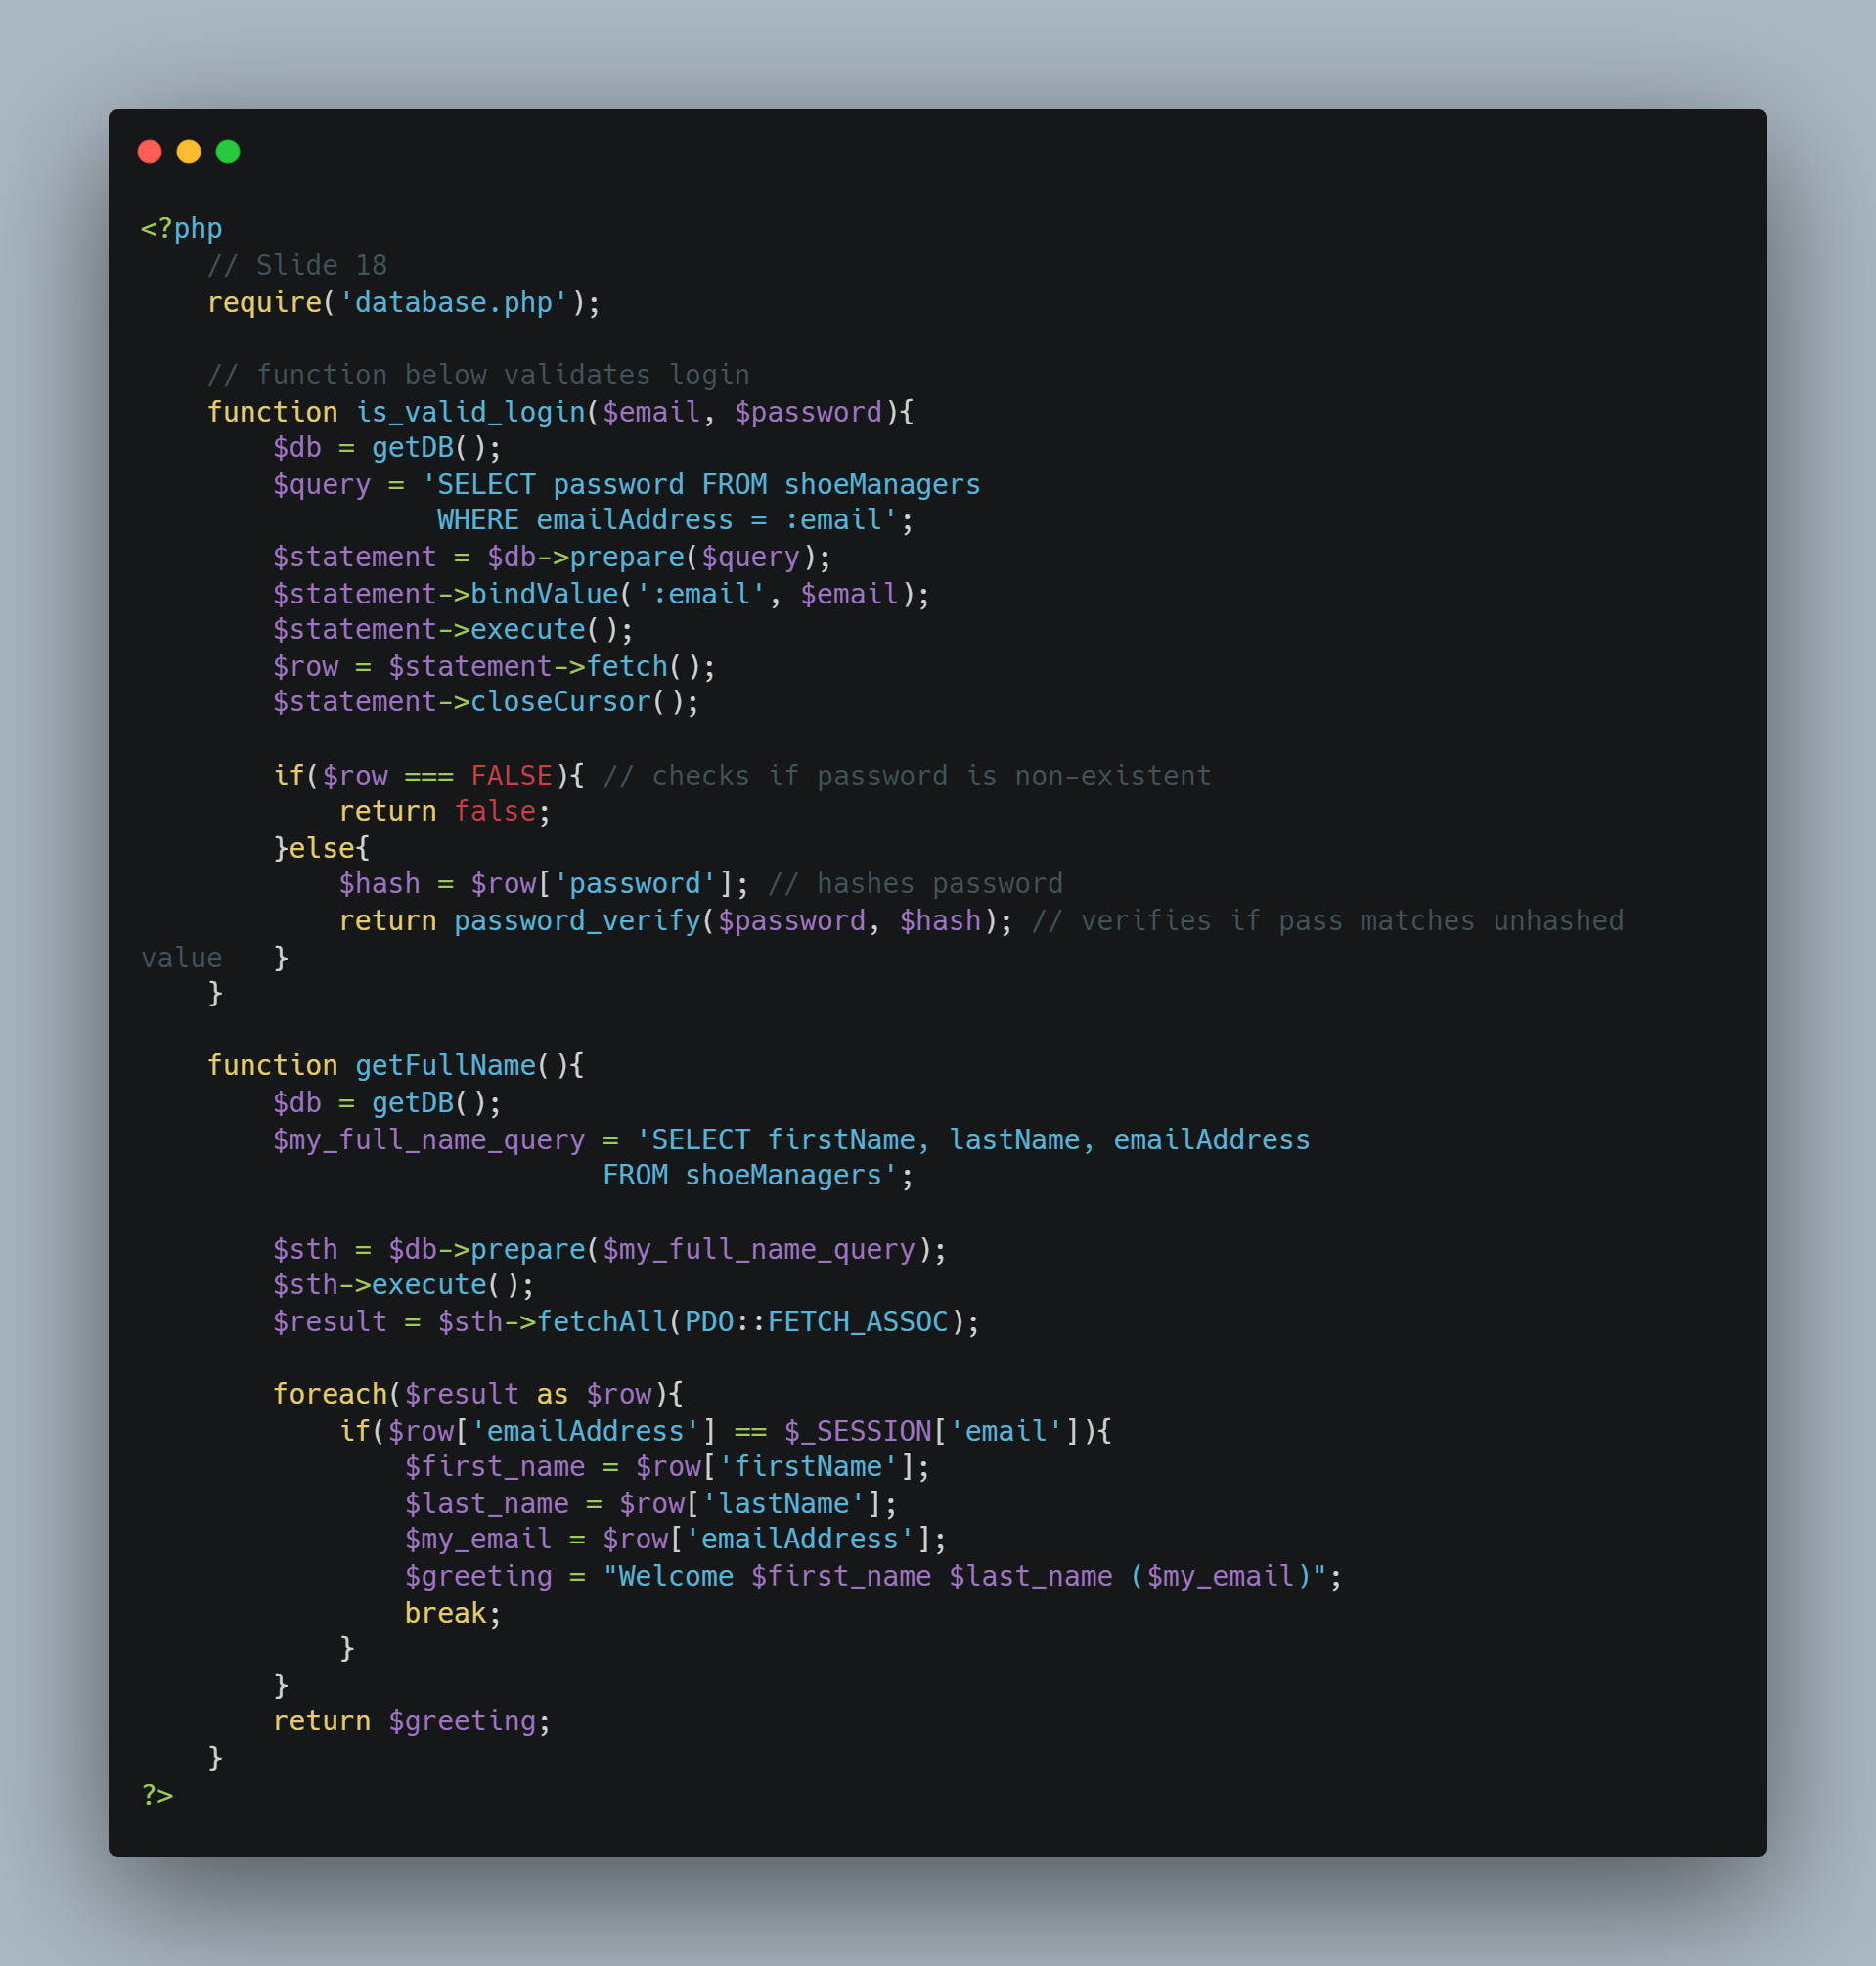 <?php
    // Slide 18
    require('database.php');

    // function below validates login
    function is_valid_login($email, $password){
        $db = getDB();
        $query = 'SELECT password FROM shoeManagers
                  WHERE emailAddress = :email';
        $statement = $db->prepare($query);
        $statement->bindValue(':email', $email);
        $statement->execute();
        $row = $statement->fetch();
        $statement->closeCursor();

        if($row === FALSE){ // checks if password is non-existent
            return false;
        }else{
            $hash = $row['password']; // hashes password
            return password_verify($password, $hash); // verifies if pass matches unhashed
value   }
    }

    function getFullName(){
        $db = getDB();
        $my_full_name_query = 'SELECT firstName, lastName, emailAddress
                            FROM shoeManagers';

        $sth = $db->prepare($my_full_name_query);
        $sth->execute();
        $result = $sth->fetchAll(PDO::FETCH_ASSOC);

        foreach($result as $row){
            if($row['emailAddress'] == $_SESSION['email']){
                $first_name = $row['firstName'];
                $last_name = $row['lastName'];
                $my_email = $row['emailAddress'];
                $greeting = "Welcome $first_name $last_name ($my_email)";
                break;
            }
        }
        return $greeting;
    }
?>